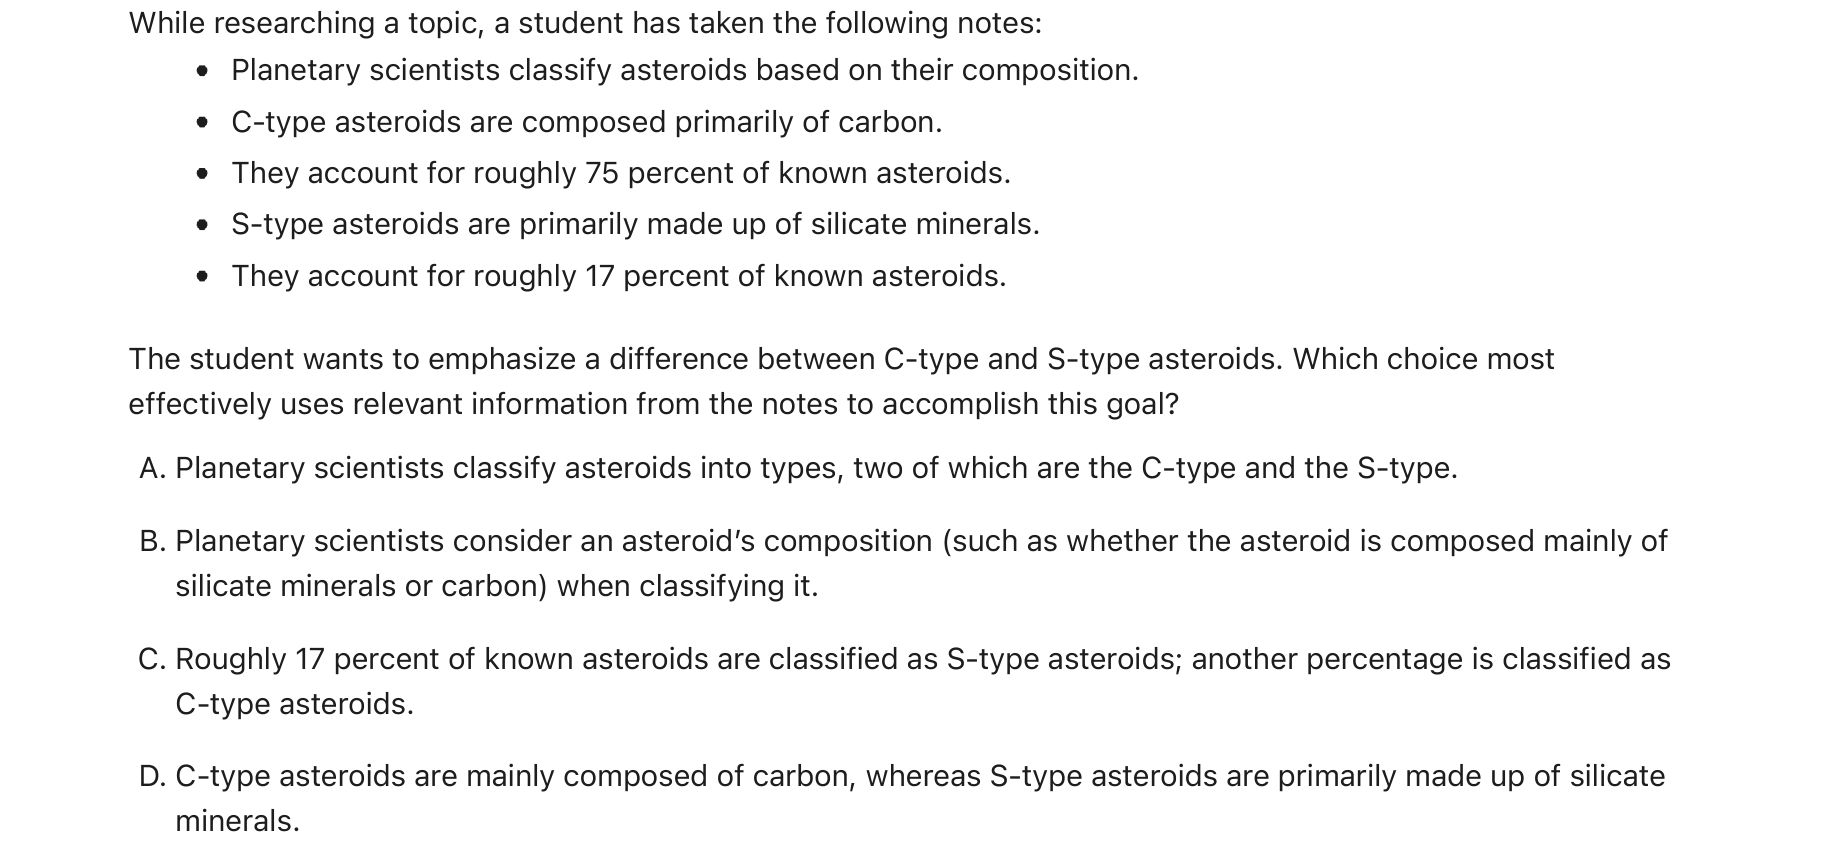 While researching a topic, a student has taken the following notes:
• Planetary scientists classify asteroids based on their composition.
• C-type asteroids are composed primarily of carbon.
• They account for roughly 75 percent of known asteroids.
• S-type asteroids are primarily made up of silicate minerals.
• They account for roughly 17 percent of known asteroids.
The student wants to emphasize a difference between C-type and S-type asteroids. Which choice most
effectively uses relevant information from the notes to accomplish this goal?
A. Planetary scientists classify asteroids into types, two of which are the C-type and the S-type.
B. Planetary scientists consider an asteroid’s composition (such as whether the asteroid is composed mainly of
silicate minerals or carbon) when classifying it.
C. Roughly 17 percent of known asteroids are classified as S-type asteroids; another percentage is classified as
C-type asteroids.
D. C-type asteroids are mainly composed of carbon, whereas S-type asteroids are primarily made up of silicate
minerals.